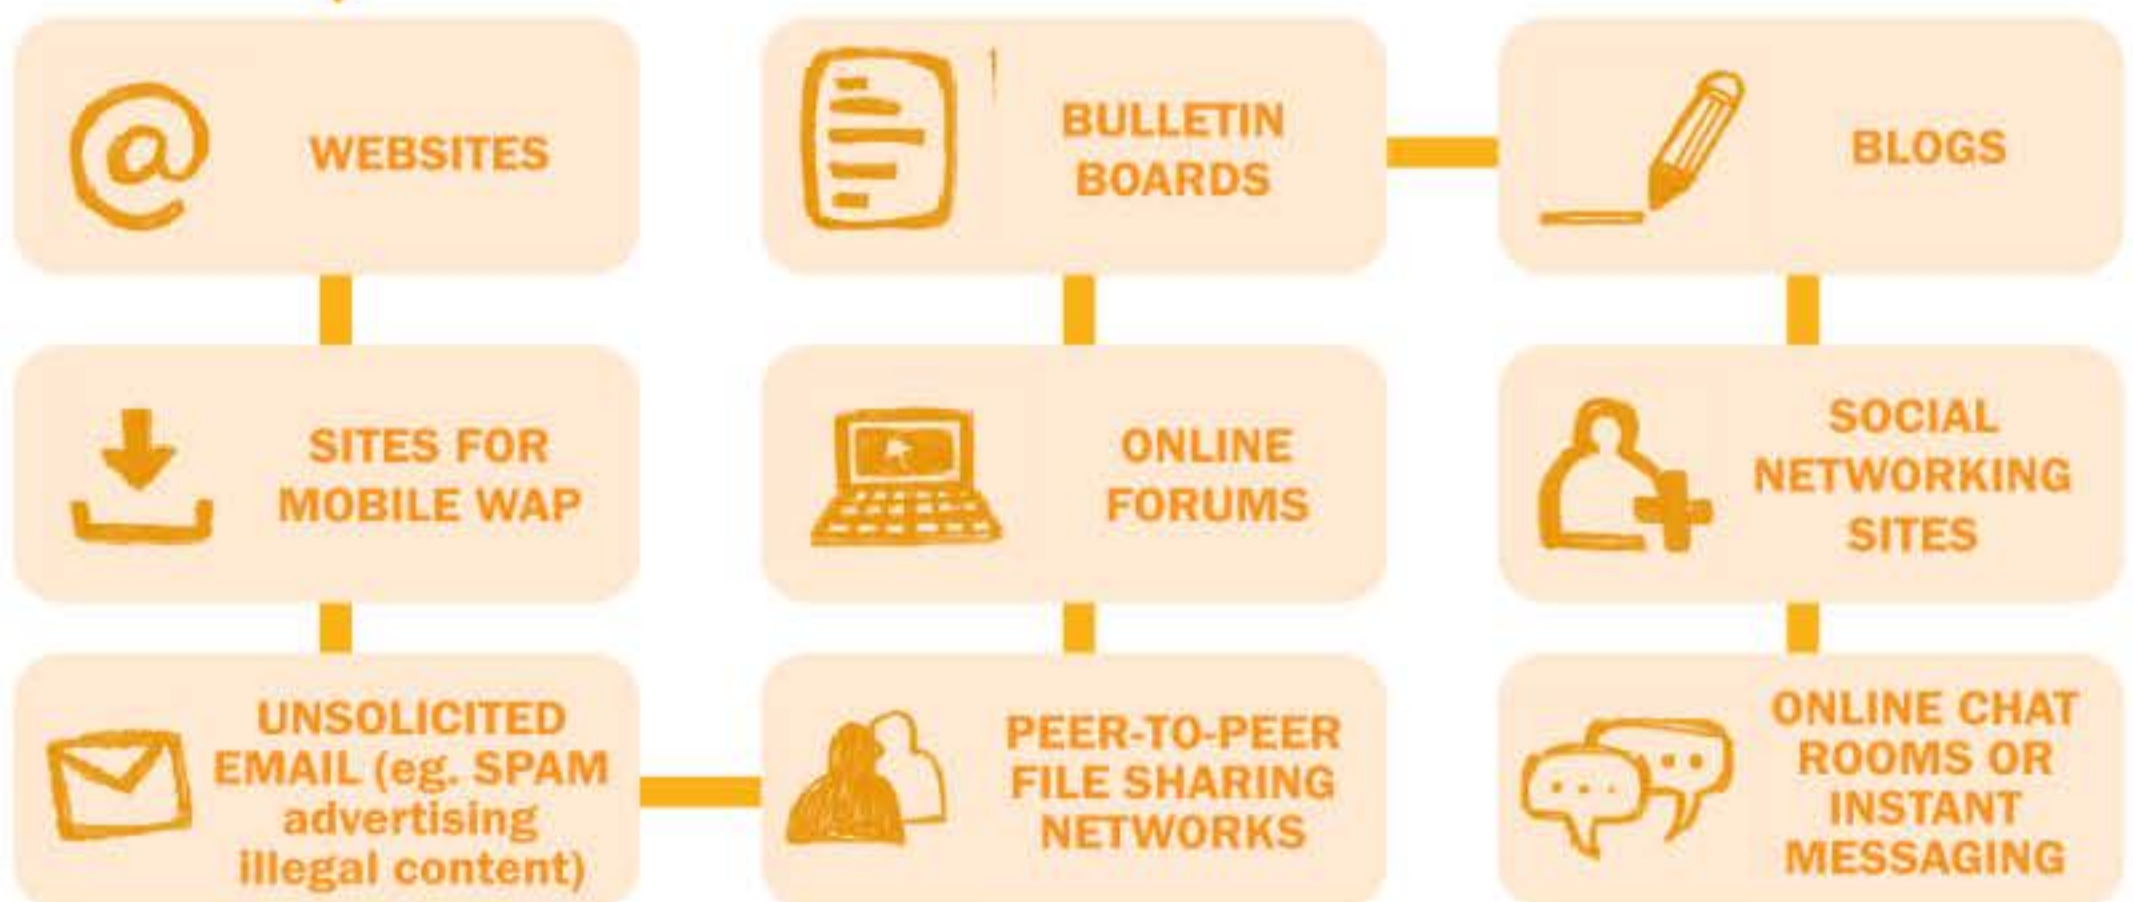 WEBSITES
BULLETIN
BOARDS
BLOGS
SITES FOR
MOBILE WAP
ONLINE
FORUMS
SOCIAL
NETWORKING
SITES
UNSOLICITED
EMAIL (eg. SPAM
advertising
illegal content)
PEER-TO-PEER
FILE SHARING
NETWORKS
ONLINE CHAT
ROOMS OR
INSTANT
MESSAGING